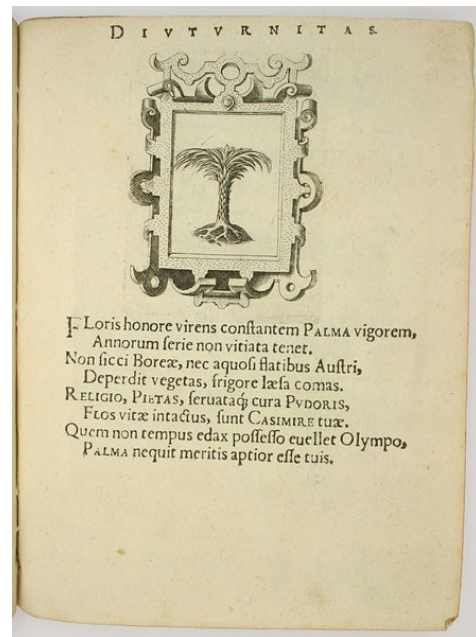 DIVTVRNITAS.
FLoris honore virens conſtantem PALMA vigorem,
Annorum ſerie non vitiata tenet.
Non ſicci Boreæ, nec aquoſi flatibus Auſtri,
Deperdit vegetas, frigore læſa comas.
RELIGIO, PIETAS, ſeruataq; cura PVDORIS,
FLOS vitæ intactus, ſunt CASIMIRE tuæ.
Quem non tempus edax poſſeſſo euellet Olympo,
PALMA nequit meritis aptior eſſe tuis.